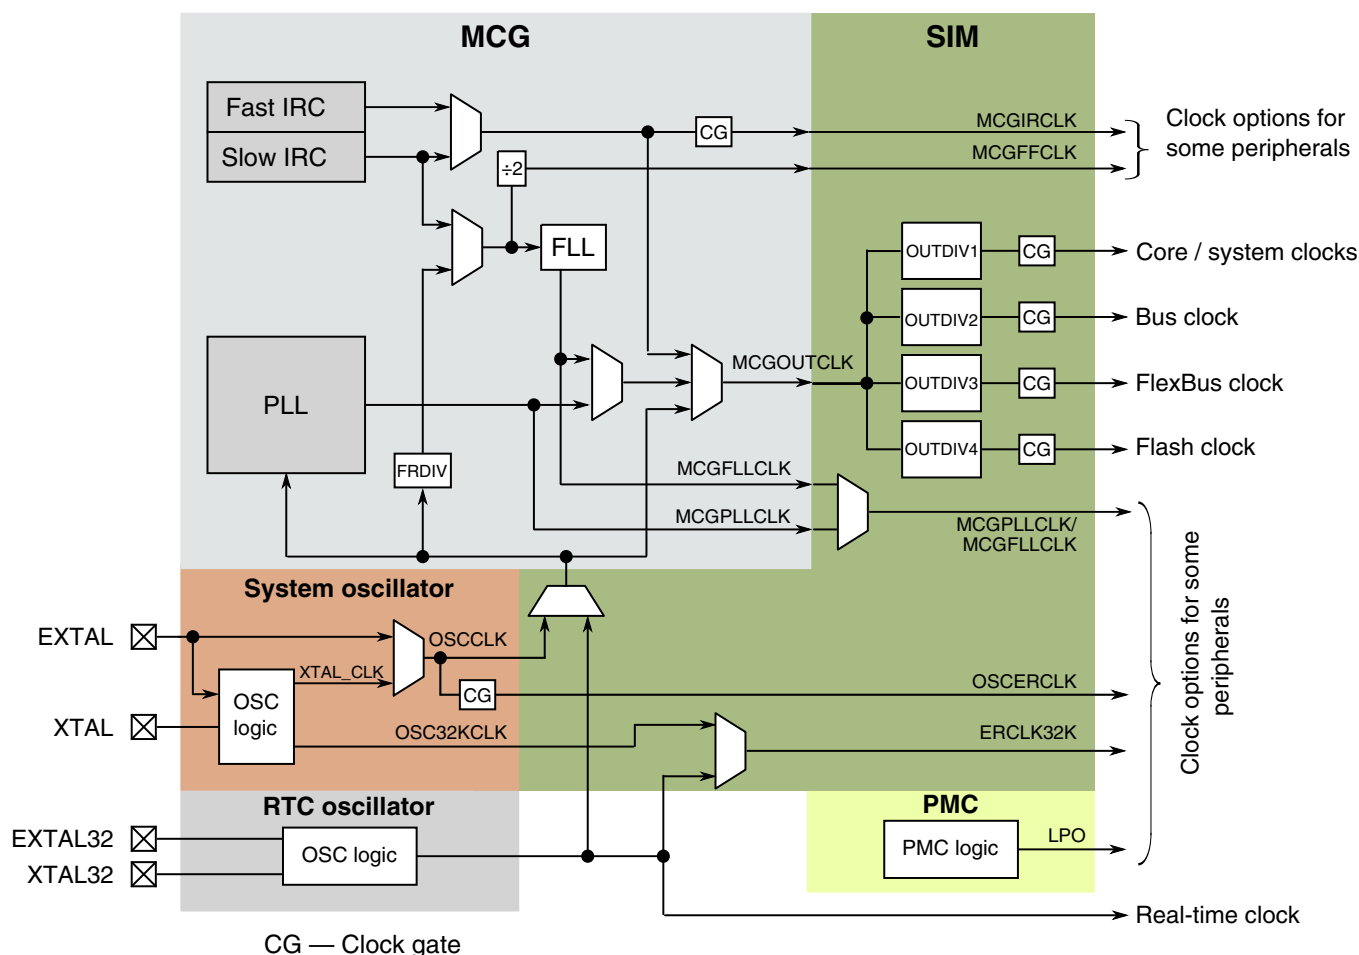 MCG
SIM
Fast IRC
Slow IRC
CG
MCGIRCLK
MCGFFCLK
Clock options for
some peripherals
÷2
FLL
OUTDIV1
CG
Core / system clocks
OUTDIV2
CG
Bus clock
MCGOUTCLK
OUTDIV3
CG
FlexBus clock
PLL
OUTDIV4
CG
Flash clock
FRDIV
MCGFLLCLK
MCGPLLCLK
MCGPLLCLK/
MCGFLLCLK
Clock options for some
peripherals
System oscillator
EXTAL
OSCCLK
XTAL_CLK
OSC
logic
CG
OSCERCLK
XTAL
OSC32KCLK
ERCLK32K
RTC oscillator
PMC
EXTAL32
OSC logic
PMC logic
LPO
XTAL32
Real-time clock
CG — Clock gate